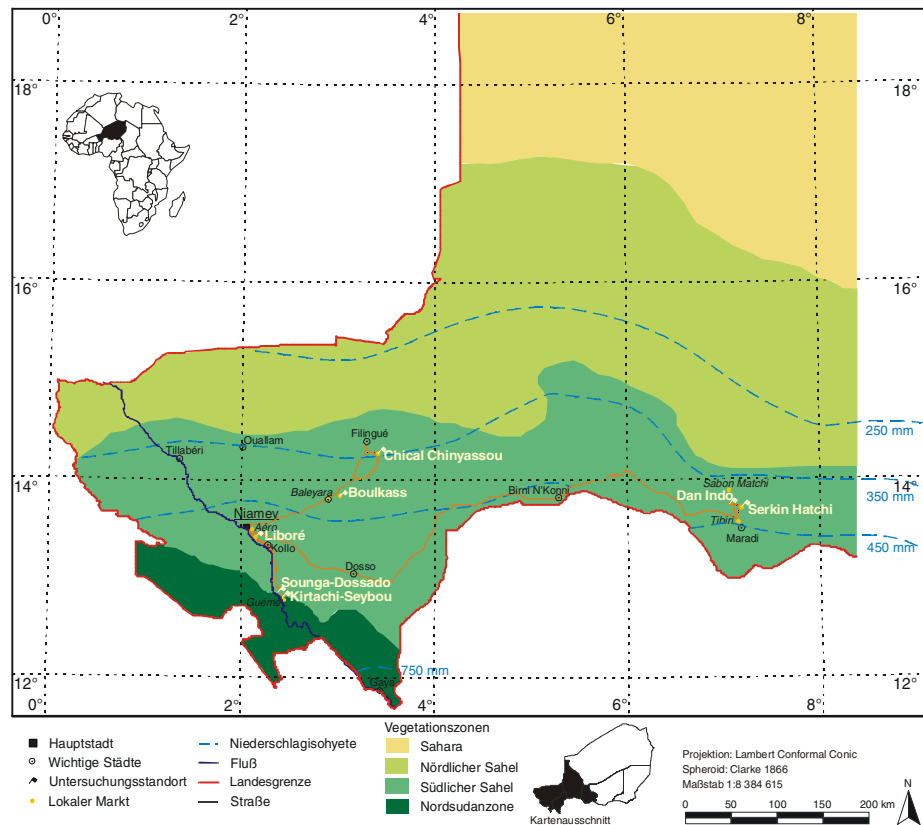 0° 2° 4° 6° 8°
14°
18° 18°
16° 16°
250 mm
Ouallam
Filingué
Tillabéri
Chical Chinyassou
14° 14°
350 mm
Sabon Matchi
Baleyara
Boulkass
Birni N'Konni
Dan Indo
Serkin Hatchi
Niamey
Aéro
Liboré
Tibiri
Maradi
450 mm
Kollo
Dosso
Sounga-Dossado
Kirtachi-Seybou
Guémé
750 mm
12° 12°
Gaya
0° 2° 4° 6° 8°
Hauptstadt
Wichtige Städte
Untersuchungsstandort
Lokaler Markt
Niederschlagisohyete
Fluß
Landesgrenze
Straße
Vegetationszonen
Sahara
Nördlicher Sahel
Südlicher Sahel
Nordsudanzone
Kartenausschnitt
Projektion: Lambert Conformal Conic
Spheroid: Clarke 1866
Maßstab 1:8 384 615
0 50 100 150 200 km
N